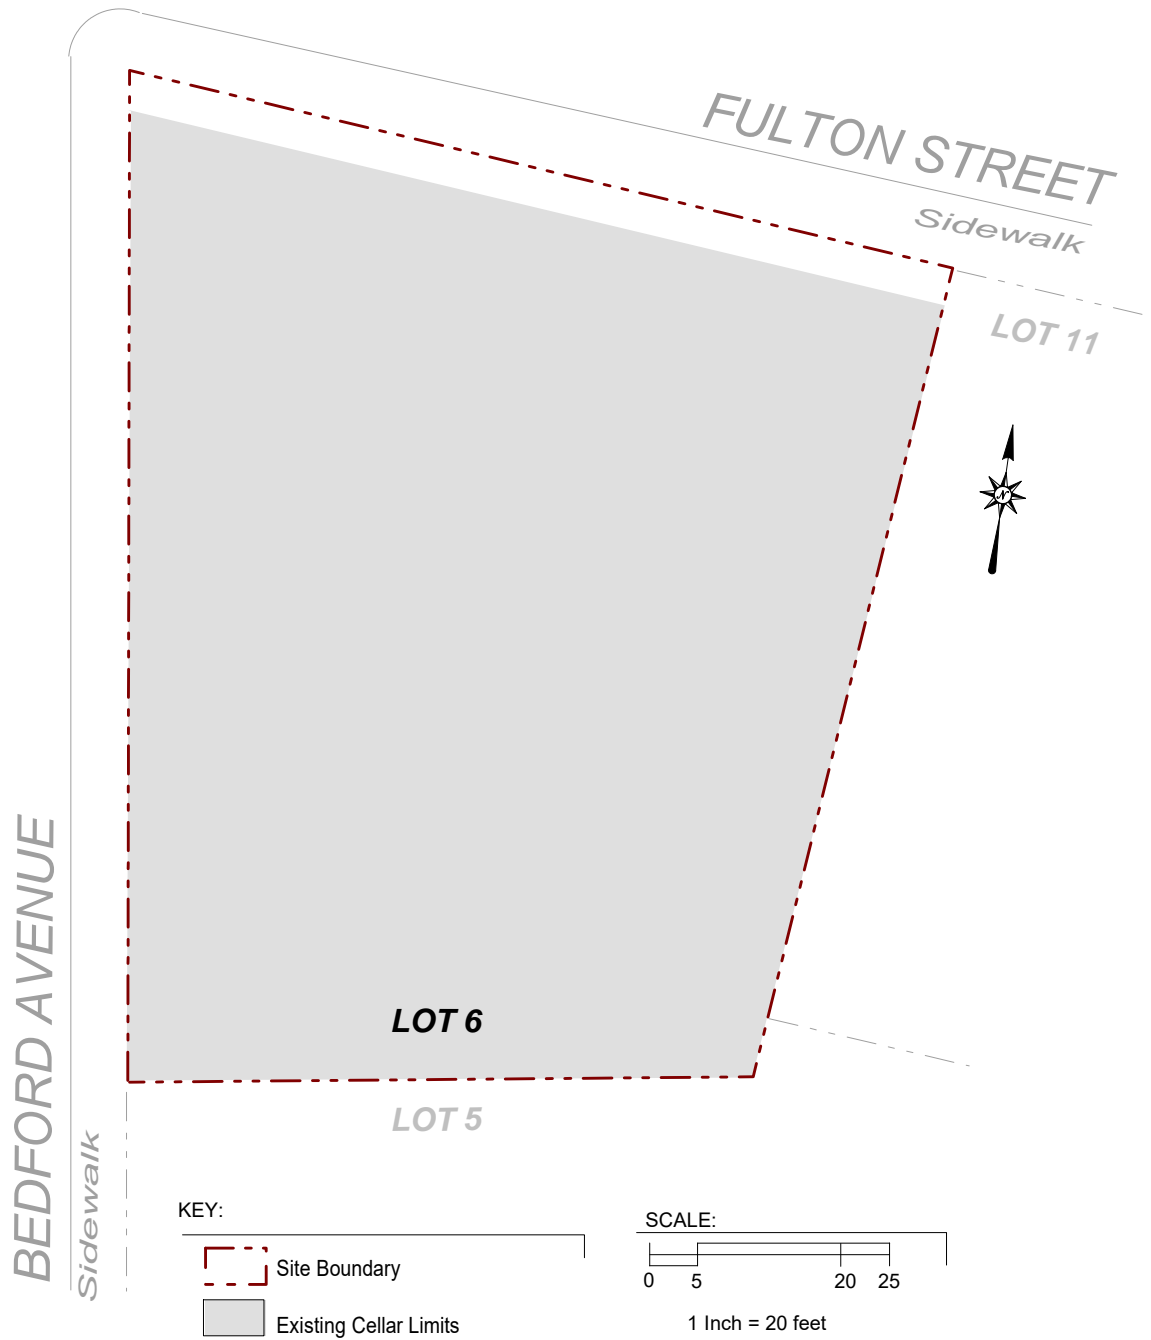 FULTON STREET
Sidewalk
LOT 11
N
LOT 6
LOT 5
BEDFORD AVENUE
Sidewalk
KEY:
Site Boundary
Existing Cellar Limits
SCALE:
0 5 20 25
1 Inch = 20 feet